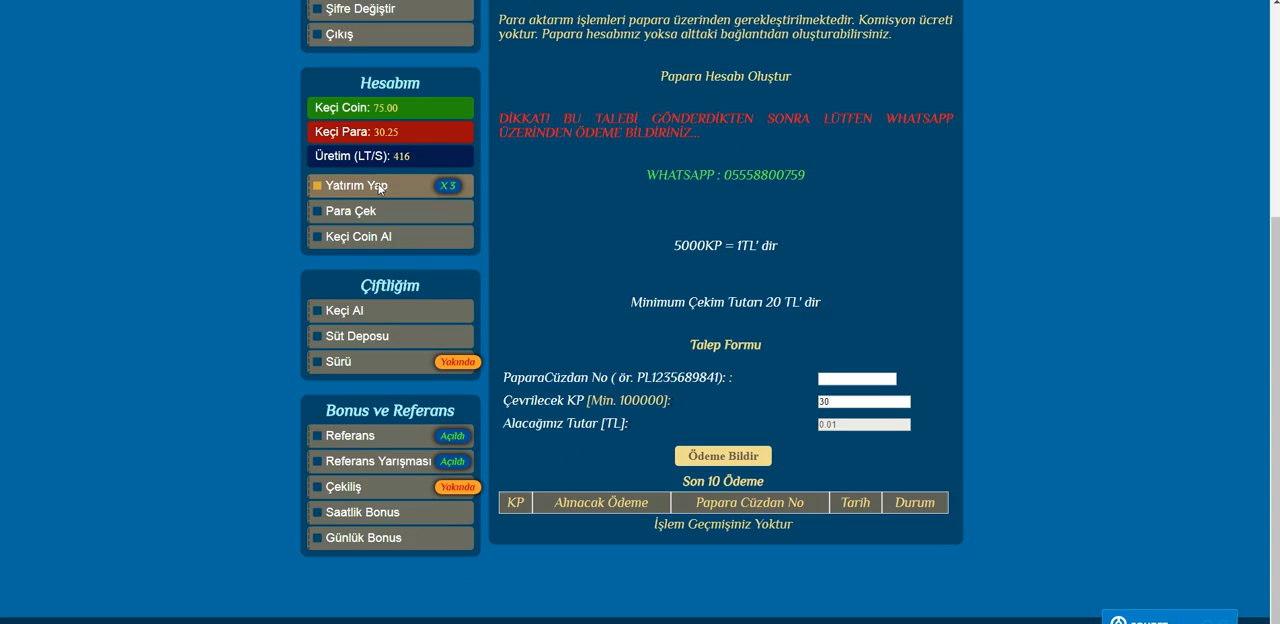 Şifre Değiştir
Çıkış
Hesabım
Keçi Coin: 75.00
Keçi Para: 30.25
Üretim (LT/S): 416
Yatırım Yap X 3
Para Çek
Keçi Coin Al
Çiftliğim
Keçi Al
Süt Deposu
Sürü Yakında
Bonus ve Referans
Referans Açıldı
Referans Yarışması Açıldı
Çekiliş Yakında
Saatlik Bonus
Günlük Bonus
Para aktarım işlemleri papara üzerinden gerekleştirilmektedir. Komisyon ücreti
yoktur. Papara hesabınız yoksa alttaki bağlantıdan oluşturabilirsiniz.
Papara Hesabı Oluştur
DİKKATI BU TALEBİ GÖNDERDİKTEN SONRA LÜTFEN WHATSAPP
ÜZERİNDEN ÖDEME BİLDİRİNİZ...
WHATSAPP : 05558800759
5000KP = 1TL' dir
Minimum Çekim Tutarı 20 TL' dir
Talep Formu
PaparaCüzdan No ( ör. PL1235689841): :
Çevrilecek KP [Min. 100000]: 30
Alacağınız Tutar [TL]: 0.01
Ödeme Bildir
Son 10 Ödeme
KP Alınacak Ödeme Papara Cüzdan No Tarih Durum
İşlem Geçmişiniz Yoktur